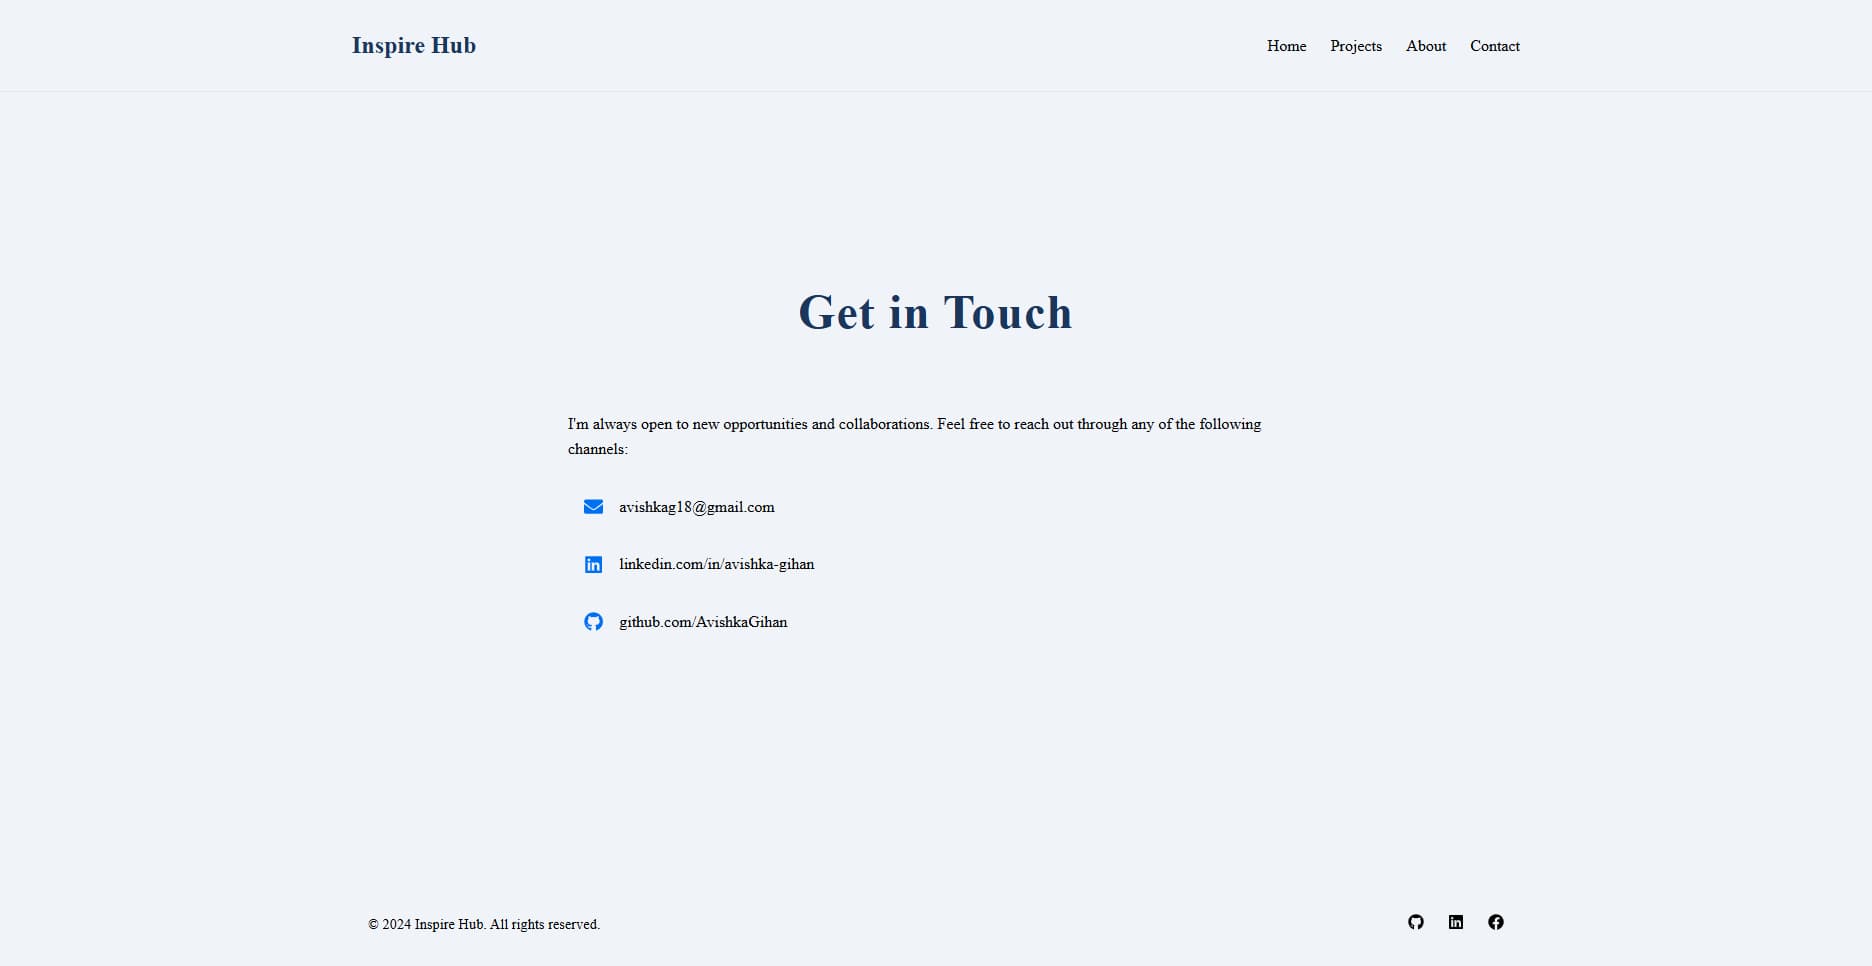 Inspire Hub
Home Projects About Contact
Get in Touch
I'm always open to new opportunities and collaborations. Feel free to reach out through any of the following
channels:
avishkag18@gmail.com
linkedin.com/in/avishka-gihan
github.com/AvishkaGihan
© 2024 Inspire Hub. All rights reserved.